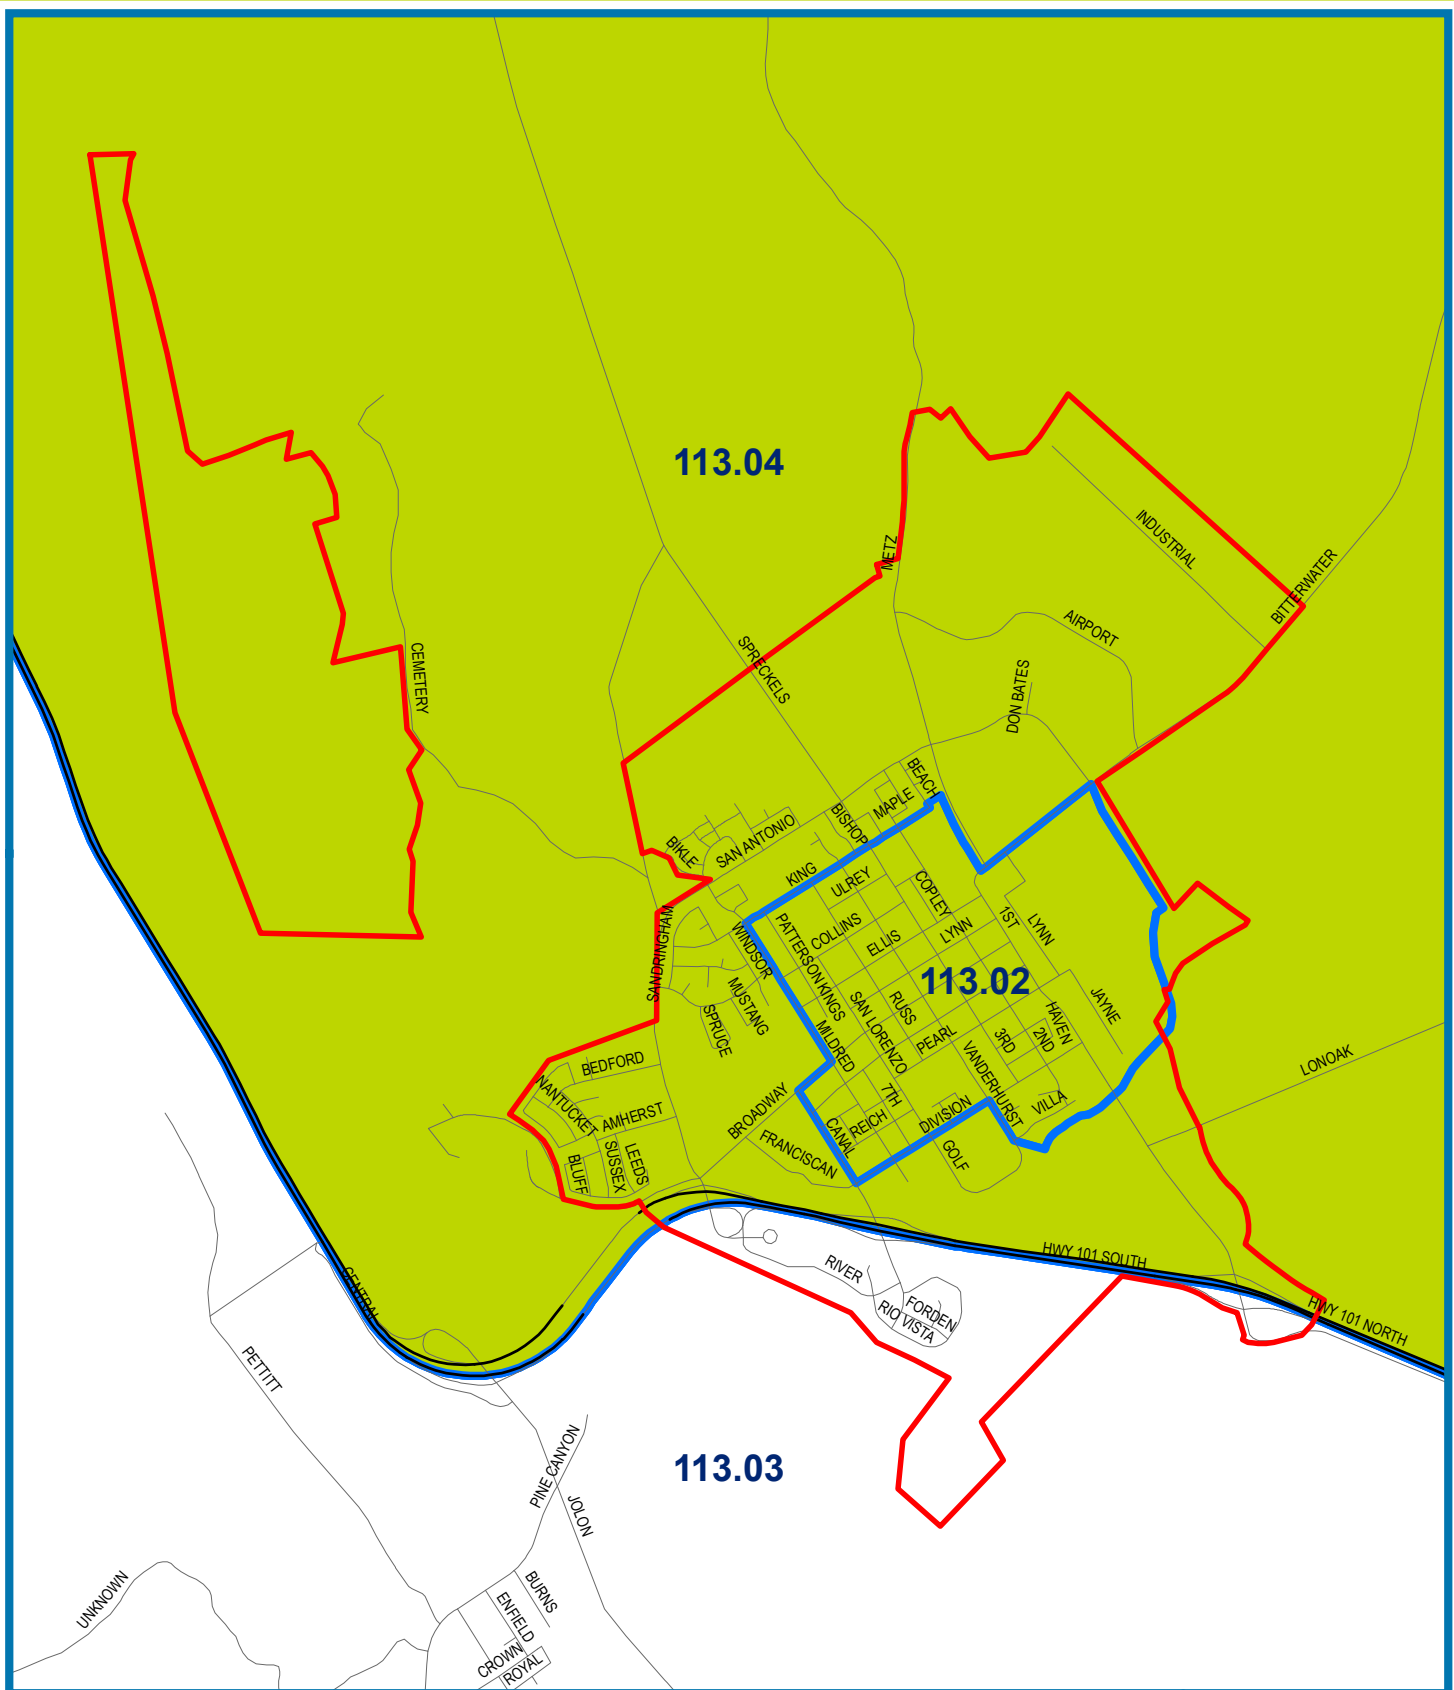 113.04
METZ
INDUSTRIAL
BITTERWATER
AIRPORT
CEMETERY
SPRECKELS
DON BATES
BEACH
MAPLE
BISHOP
SAN ANTONIO
BIKLE
KING
ULREY
COPLEY
COLLINS
ELLIS
LYNN
1ST
LYNN
PATTERSON
WINDSOR
SANDRINGHAM
113.02
MUSTANG
KINGS
SAN LORENZO
RUSS
JAYNE
SPRUCE
MILDRED
PEARL
3RD
2ND
HAVEN
VANDERHURST
LONOAK
BEDFORD
NANTUCKET
AMHERST
BROADWAY
7TH
REICH
DIVISION
VILLA
CANAL
FRANCISCAN
GOLF
BLUFF
SUSSEX
LEEDS
HWY 101 SOUTH
RIVER
CENTRAL
FORDEN
RIO VISTA
HWY 101 NORTH
PETTITT
113.03
PINE CANYON
JOLON
UNKNOWN
BURNS
ENFIELD
CROWN
ROYAL